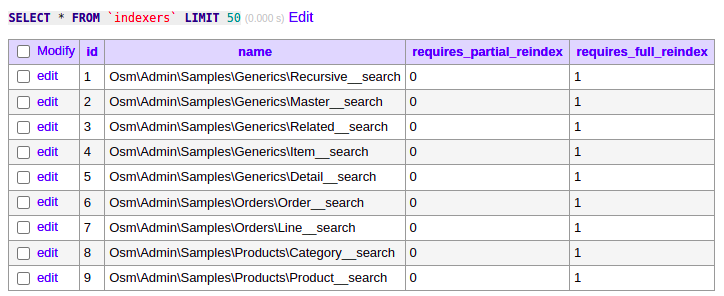 SELECT * FROM `indexers` LIMIT 50 (0.000 s) Edit
Modify id name requires_partial_reindex requires_full_reindex
edit 1 Osm\Admin\Samples\Generics\Recursive__search 0 1
edit 2 Osm\Admin\Samples\Generics\Master__search 0 1
edit 3 Osm\Admin\Samples\Generics\Related__search 0 1
edit 4 Osm\Admin\Samples\Generics\Item__search 0 1
edit 5 Osm\Admin\Samples\Generics\Detail__search 0 1
edit 6 Osm\Admin\Samples\Orders\Order__search 0 1
edit 7 Osm\Admin\Samples\Orders\Line__search 0 1
edit 8 Osm\Admin\Samples\Products\Category__search 0 1
edit 9 Osm\Admin\Samples\Products\Product__search 0 1